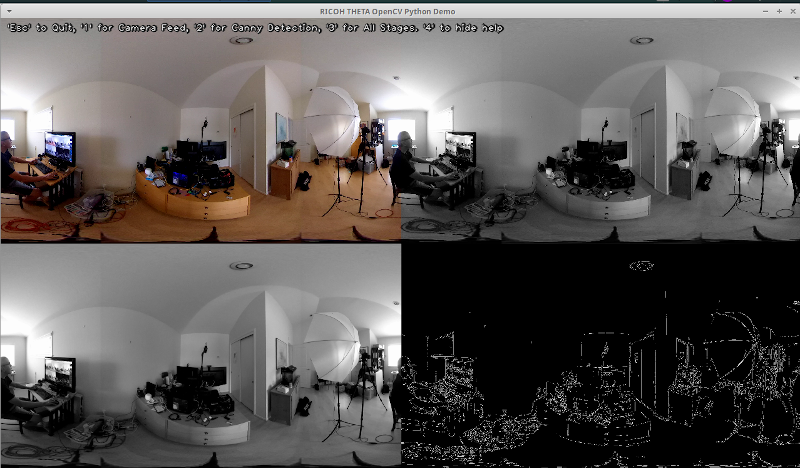 RICOH THETA OpenCV Python Demo
'Esc' to Quit, '1' for Camera Feed, '2' for Canny Detection, '3' for All Stages. '4' to hide help